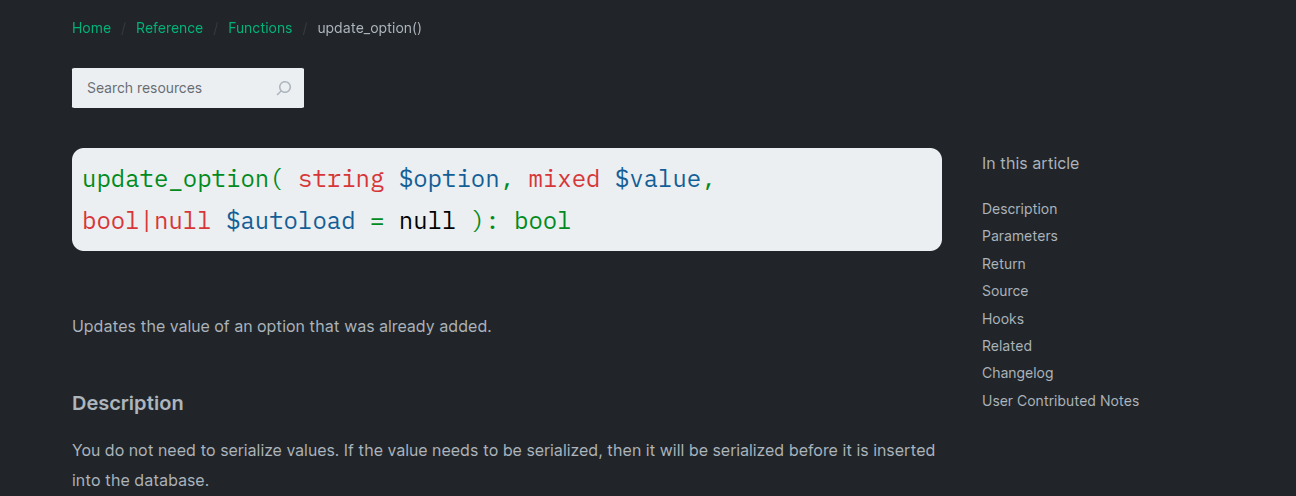 Home / Reference / Functions / update_option()
Search resources
update_option( string $option, mixed $value,
bool|null $autoload = null ): bool
Updates the value of an option that was already added.
Description
You do not need to serialize values. If the value needs to be serialized, then it will be serialized before it is inserted
into the database.
In this article
Description
Parameters
Return
Source
Hooks
Related
Changelog
User Contributed Notes